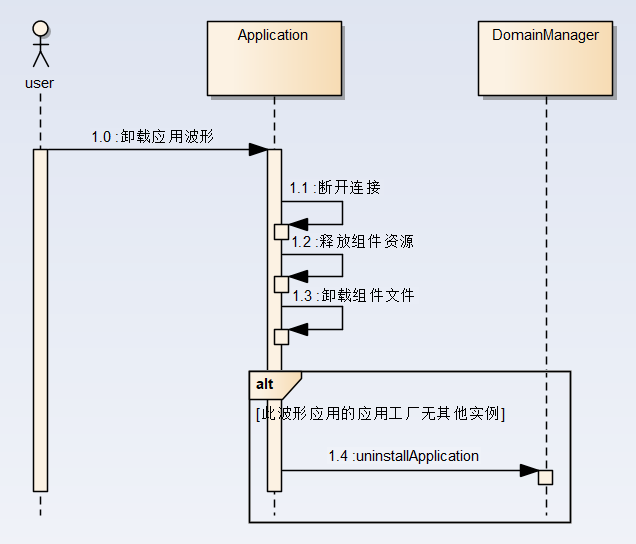 Application
DomainManager
user
1.0 :卸载应用波形
1.1 :断开连接
1.2 :释放组件资源
1.3 :卸载组件文件
alt
[此波形应用的应用工厂无其他实例]
1.4 :uninstallApplication